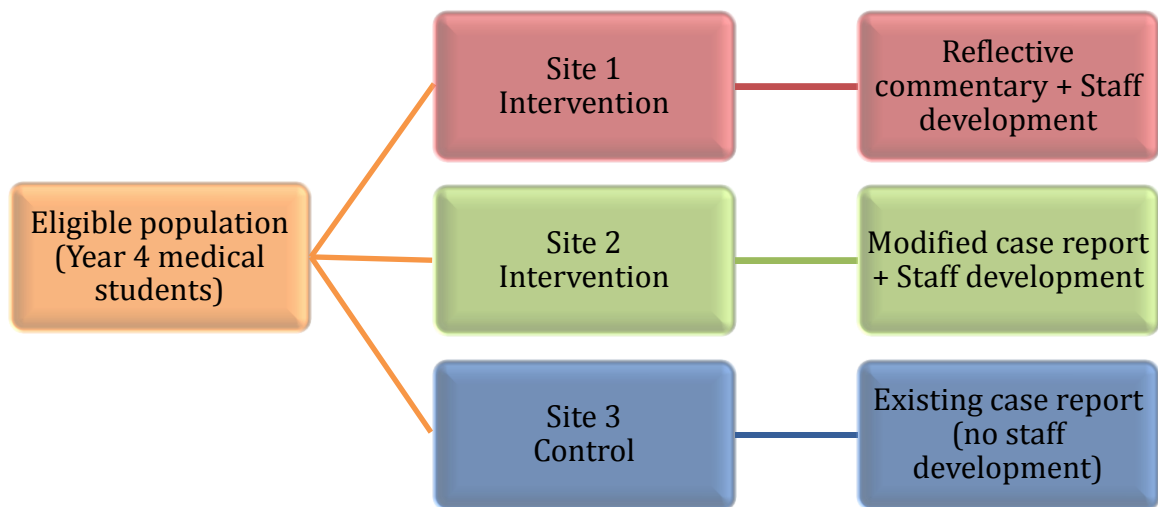 Eligible population
(Year 4 medical
students)
Site 1
Intervention
Reflective
commentary + Staff
development
Site 2
Intervention
Modified case report
+ Staff development
Site 3
Control
Existing case report
(no staff
development)